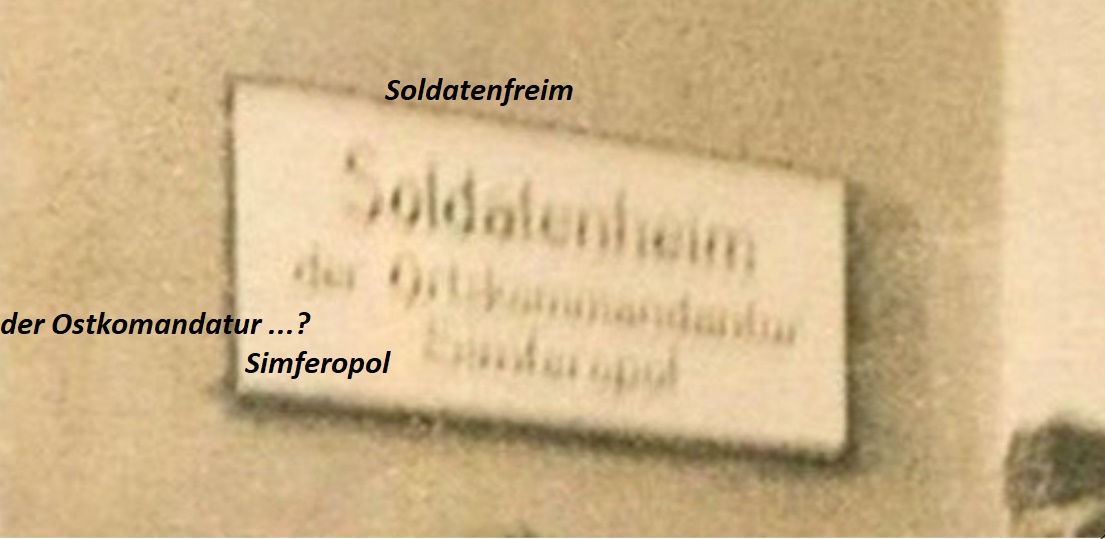 Soldatenfreim
Soldatenheim
der Ortskommandantur
der Ostkomandatur ...?
Simferopol
Simferopol